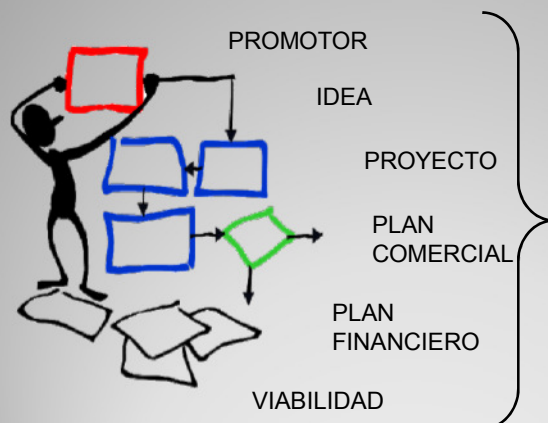 PROMOTOR
IDEA
PROYECTO
PLAN
COMERCIAL
PLAN
FINANCIERO
VIABILIDAD